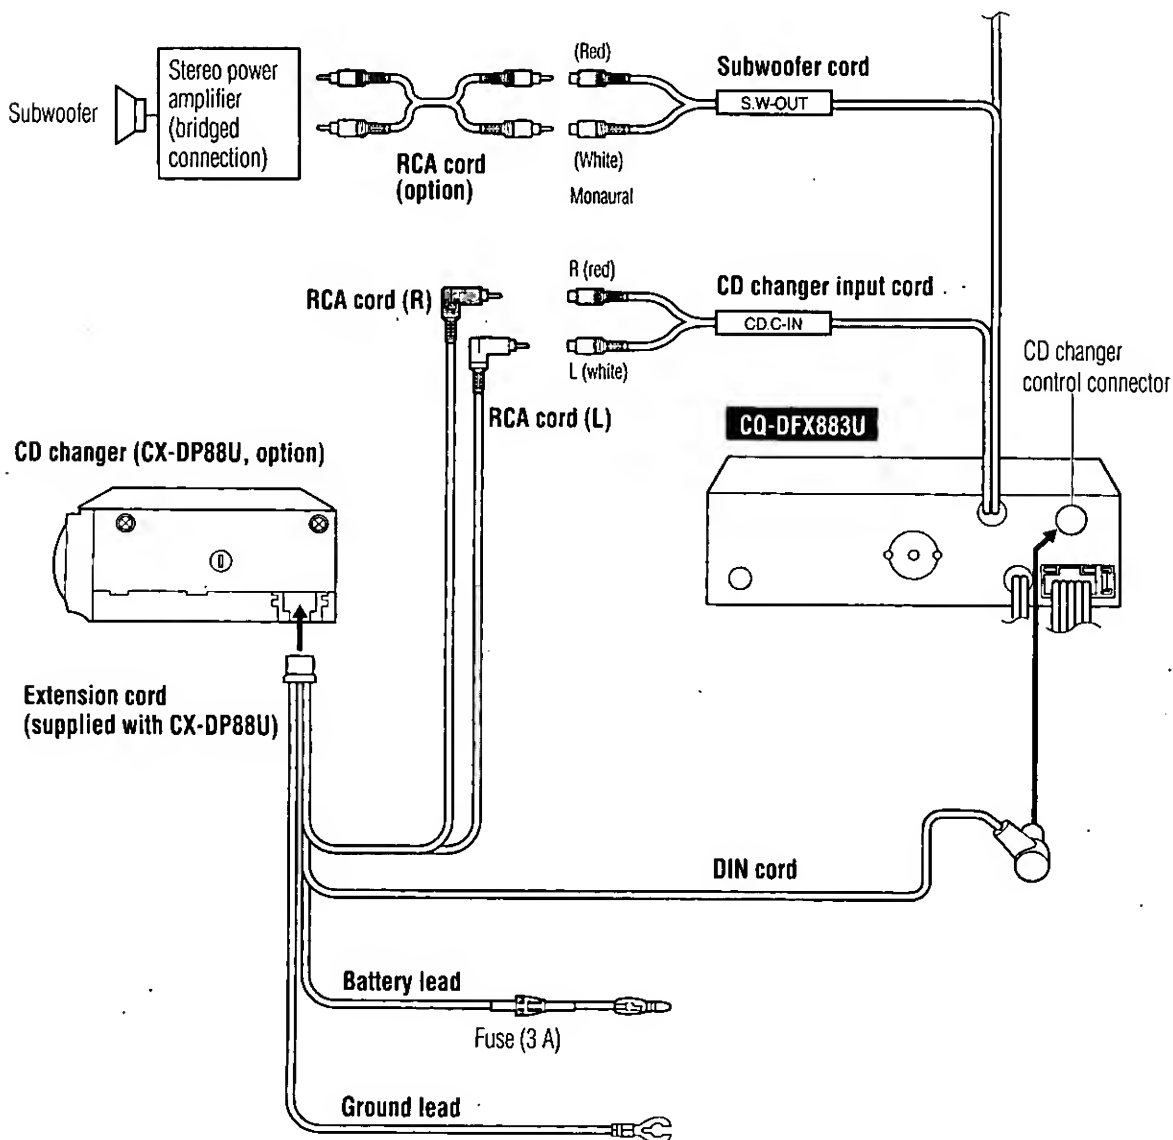 (Red)
Subwoofer cord
Stereo power
amplifier
(bridged
connection)
Subwoofer
S.W-OUT
RCA cord
(option)
(White)
Monaural
R (red)
CD changer input cord
RCA cord (R)
CD.C-IN
L (white)
CD changer
control connector
RCA cord (L)
CQ-DFX883U
CD changer (CX-DP88U, option)
Extension cord
(supplied with CX-DP88U)
DIN cord
Battery lead
Fuse (3 A)
Ground lead